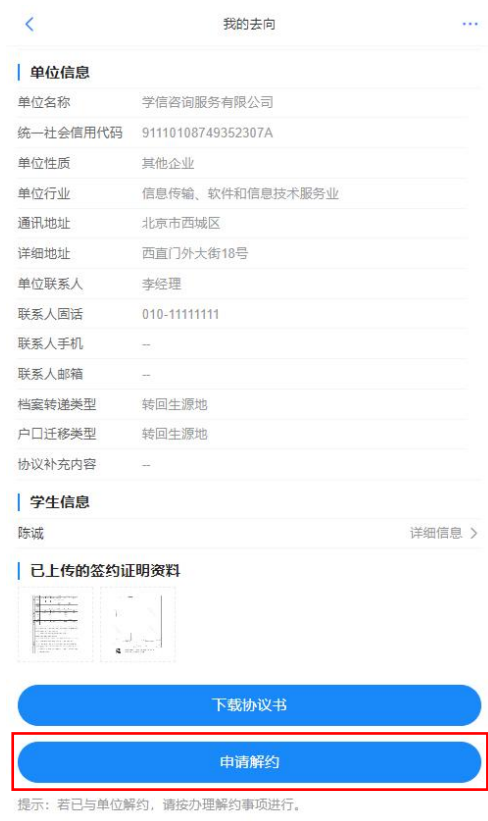 我的去向
单位信息
单位名称 学信咨询服务有限公司
统一社会信用代码 91110108749352307A
单位性质 其他企业
单位行业 信息传输、软件和信息技术服务业
通讯地址 北京市西城区
详细地址 西直门外大街18号
单位联系人 李经理
联系人固话 010-11111111
联系人手机 --
联系人邮箱 --
档案转递类型 转回生源地
户口迁移类型 转回生源地
协议补充内容 --
学生信息
陈诚 详细信息
已上传的签约证明资料
下载协议书
申请解约
提示：若已与单位解约，请按办理解约事项进行。